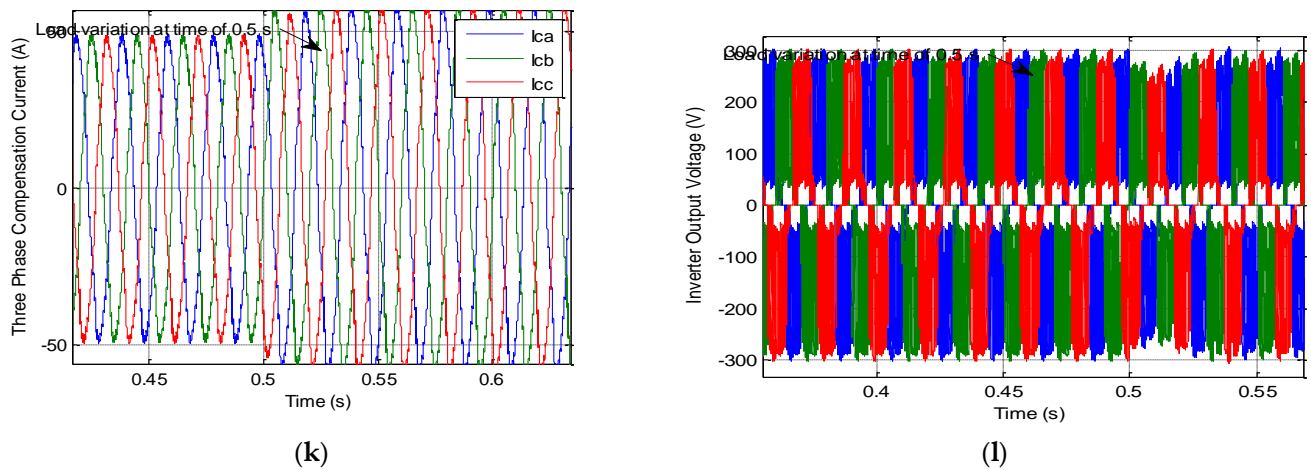 Three Phase Compensation Current (A)
Load variation at time of 0.5 s
50
0
-50
Ica
Icb
Icc
0.45
0.5
0.55
0.6
Time (s)
(k)
Inverter Output Voltage (V)
Load variation at time of 0.5 s
300
200
100
0
-100
-200
-300
0.4
0.45
0.5
0.55
Time (s)
(l)